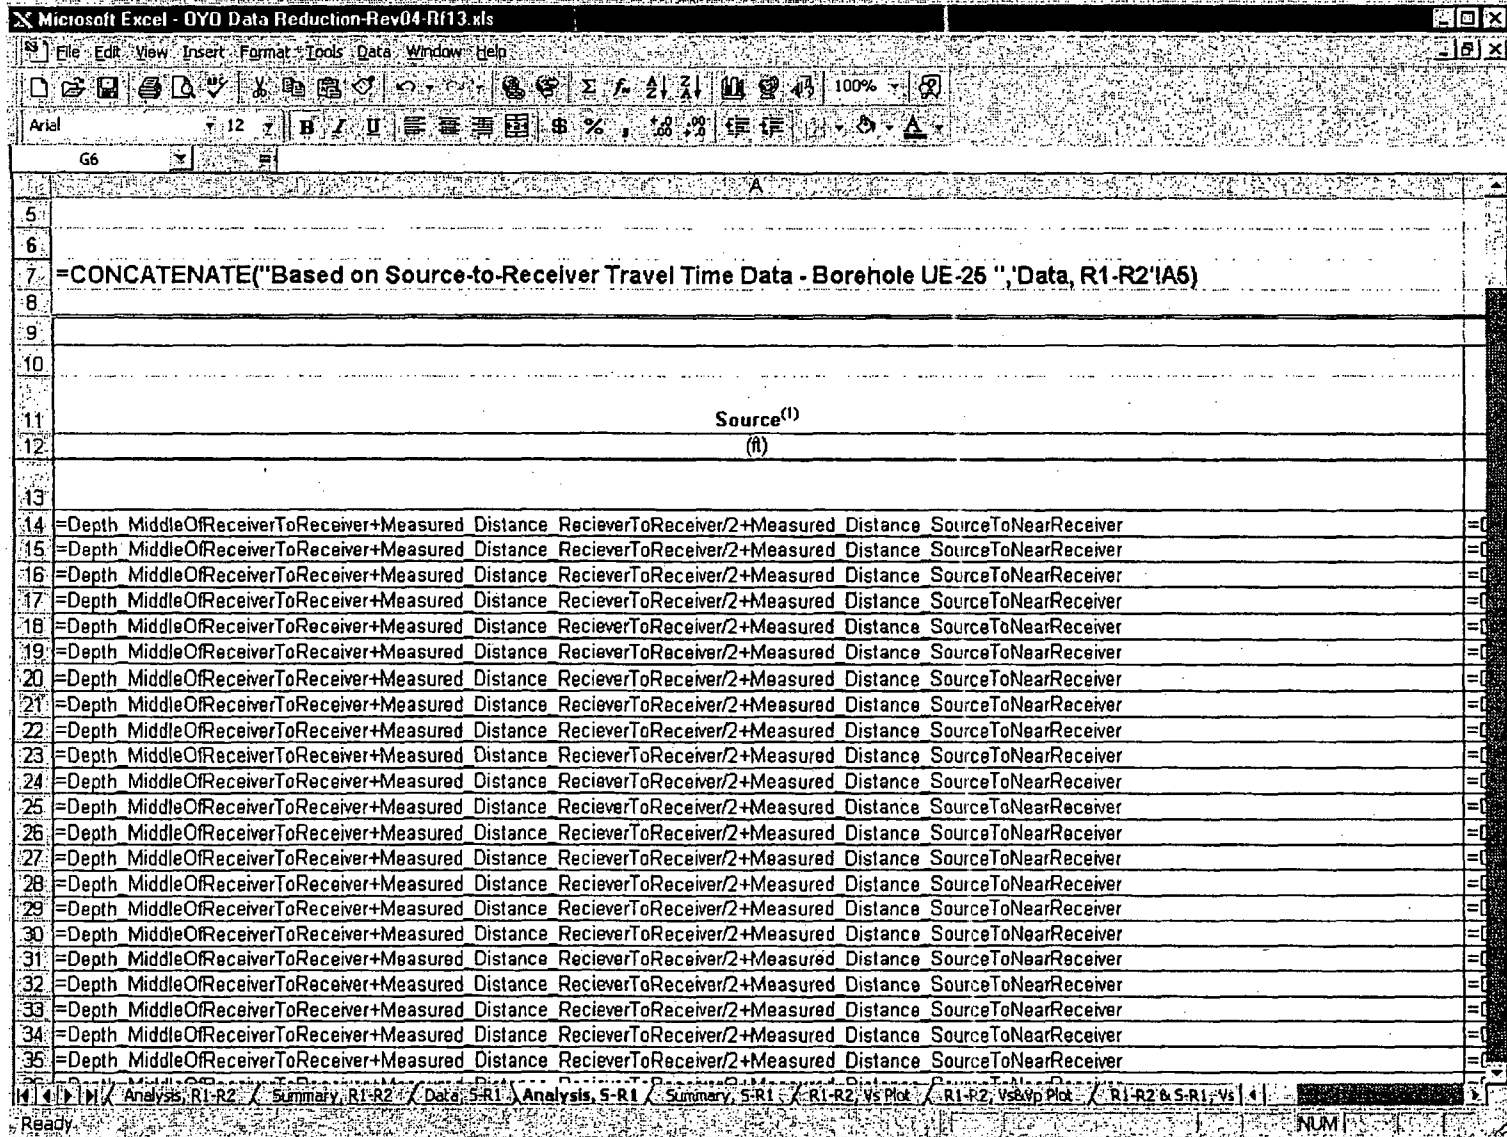 Microsoft Excel - OYO Data Reduction-Rev04-Rf13.xls
File Edit View Insert Format Tools Data Window Help
100%
Arial 12 B I U $ % ,
G6 =
A
5
6
7 =CONCATENATE("Based on Source-to-Receiver Travel Time Data - Borehole UE-25 ",'Data, R1-R2'!A5)
8
9
10
11 Source(1)
12 (ft)
13
14 =Depth_MiddleOfReceiverToReceiver+Measured_Distance_RecieverToReceiver/2+Measured_Distance_SourceToNearReceiver
15 =Depth_MiddleOfReceiverToReceiver+Measured_Distance_RecieverToReceiver/2+Measured_Distance_SourceToNearReceiver
16 =Depth_MiddleOfReceiverToReceiver+Measured_Distance_RecieverToReceiver/2+Measured_Distance_SourceToNearReceiver
17 =Depth_MiddleOfReceiverToReceiver+Measured_Distance_RecieverToReceiver/2+Measured_Distance_SourceToNearReceiver
18 =Depth_MiddleOfReceiverToReceiver+Measured_Distance_RecieverToReceiver/2+Measured_Distance_SourceToNearReceiver
19 =Depth_MiddleOfReceiverToReceiver+Measured_Distance_RecieverToReceiver/2+Measured_Distance_SourceToNearReceiver
20 =Depth_MiddleOfReceiverToReceiver+Measured_Distance_RecieverToReceiver/2+Measured_Distance_SourceToNearReceiver
21 =Depth_MiddleOfReceiverToReceiver+Measured_Distance_RecieverToReceiver/2+Measured_Distance_SourceToNearReceiver
22 =Depth_MiddleOfReceiverToReceiver+Measured_Distance_RecieverToReceiver/2+Measured_Distance_SourceToNearReceiver
23 =Depth_MiddleOfReceiverToReceiver+Measured_Distance_RecieverToReceiver/2+Measured_Distance_SourceToNearReceiver
24 =Depth_MiddleOfReceiverToReceiver+Measured_Distance_RecieverToReceiver/2+Measured_Distance_SourceToNearReceiver
25 =Depth_MiddleOfReceiverToReceiver+Measured_Distance_RecieverToReceiver/2+Measured_Distance_SourceToNearReceiver
26 =Depth_MiddleOfReceiverToReceiver+Measured_Distance_RecieverToReceiver/2+Measured_Distance_SourceToNearReceiver
27 =Depth_MiddleOfReceiverToReceiver+Measured_Distance_RecieverToReceiver/2+Measured_Distance_SourceToNearReceiver
28 =Depth_MiddleOfReceiverToReceiver+Measured_Distance_RecieverToReceiver/2+Measured_Distance_SourceToNearReceiver
29 =Depth_MiddleOfReceiverToReceiver+Measured_Distance_RecieverToReceiver/2+Measured_Distance_SourceToNearReceiver
30 =Depth_MiddleOfReceiverToReceiver+Measured_Distance_RecieverToReceiver/2+Measured_Distance_SourceToNearReceiver
31 =Depth_MiddleOfReceiverToReceiver+Measured_Distance_RecieverToReceiver/2+Measured_Distance_SourceToNearReceiver
32 =Depth_MiddleOfReceiverToReceiver+Measured_Distance_RecieverToReceiver/2+Measured_Distance_SourceToNearReceiver
33 =Depth_MiddleOfReceiverToReceiver+Measured_Distance_RecieverToReceiver/2+Measured_Distance_SourceToNearReceiver
34 =Depth_MiddleOfReceiverToReceiver+Measured_Distance_RecieverToReceiver/2+Measured_Distance_SourceToNearReceiver
35 =Depth_MiddleOfReceiverToReceiver+Measured_Distance_RecieverToReceiver/2+Measured_Distance_SourceToNearReceiver
Analysis, R1-R2 Summary, R1-R2 Data, S-R1 Analysis, S-R1 Summary, S-R1 R1-R2, Vs Plot R1-R2, Vs&Vp Plot R1-R2 & S-R1, Vs
Ready NUM